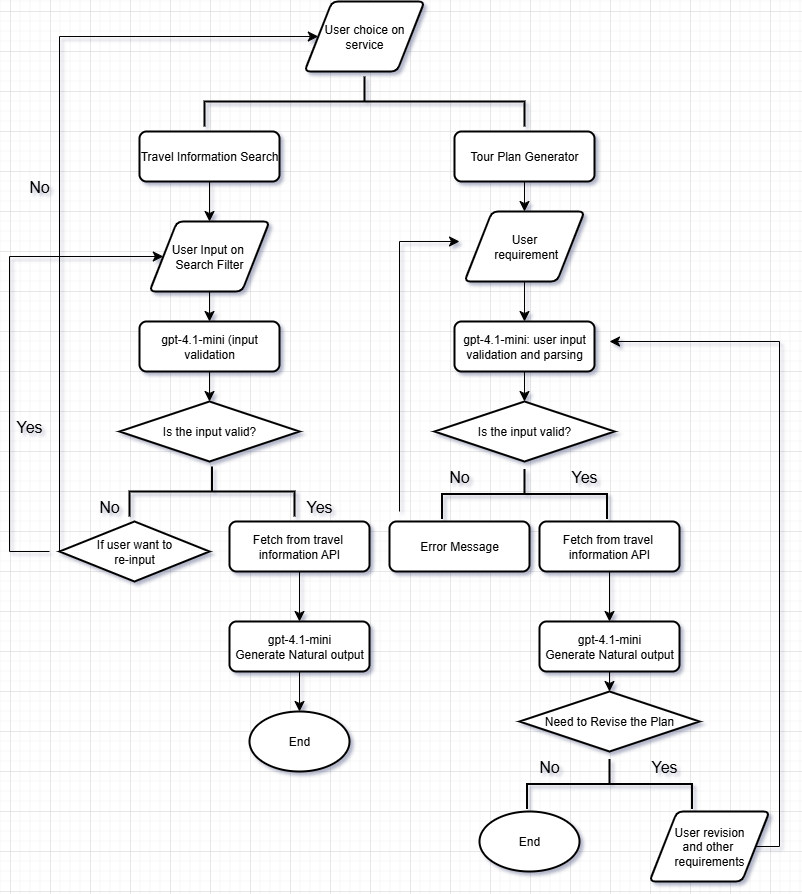 User choice on
service
Travel Information Search
Tour Plan Generator
No
User Input on
Search Filter
User
requirement
gpt-4.1-mini (input
validation
gpt-4.1-mini: user input
validation and parsing
Yes
Is the input valid?
Is the input valid?
No
Yes
No
Yes
If user want to
re-input
Fetch from travel
information API
Error Message
Fetch from travel
information API
gpt-4.1-mini
Generate Natural output
gpt-4.1-mini
Generate Natural output
End
Need to Revise the Plan
No
Yes
End
User revision
and other
requirements